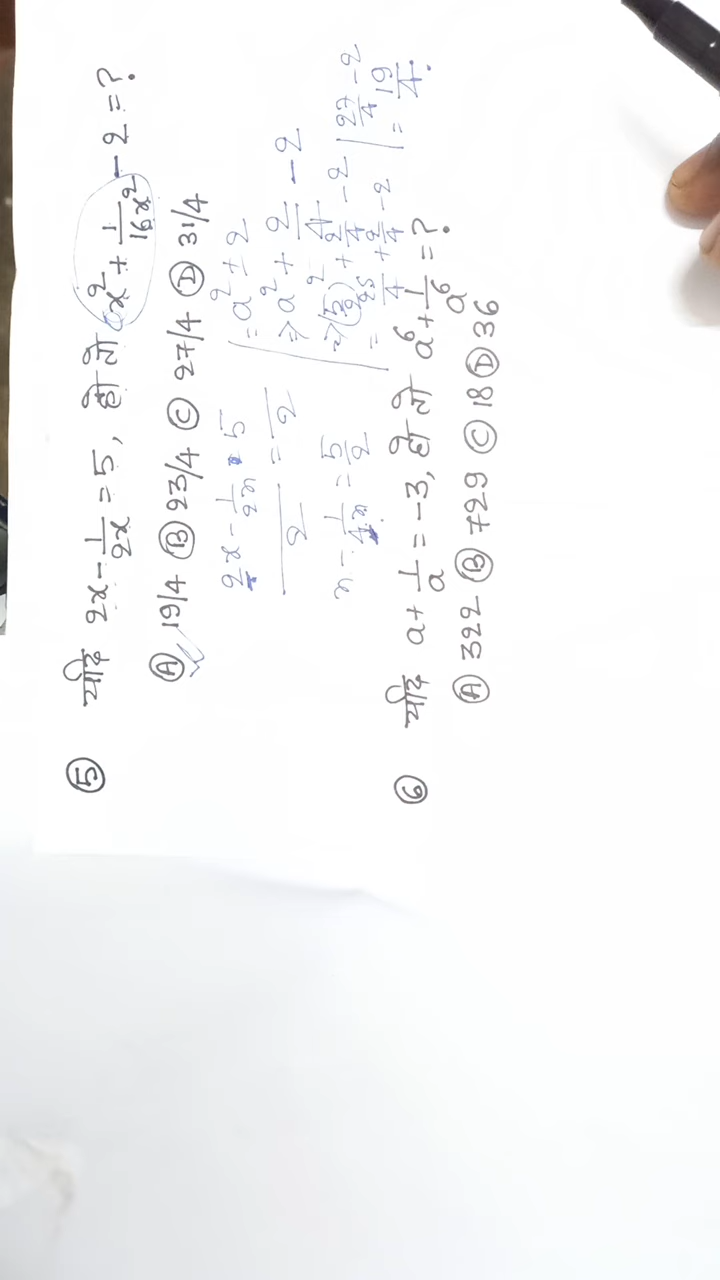 ⑤ यदि 2x - 1/2x = 5, हो तो x² + 1/16x² - 2 = ?
Ⓐ 19/4 Ⓑ 23/4 Ⓒ 27/4 Ⓓ 31/4
2x - 1/2x = 5
2 = 2
x - 1/4x = 5/2
= a² ± 2
⇒ a² + 2/4 - 2
⇒ (5/2)² + 2/4 - 2
= 25/4 + 2/4 - 2
27/4 - 2
= 19/4.
⑥ यदि a + 1/a = -3, हो तो a⁶ + 1/a⁶ = ?
Ⓐ 322 Ⓑ 729 Ⓒ 18 Ⓓ 36